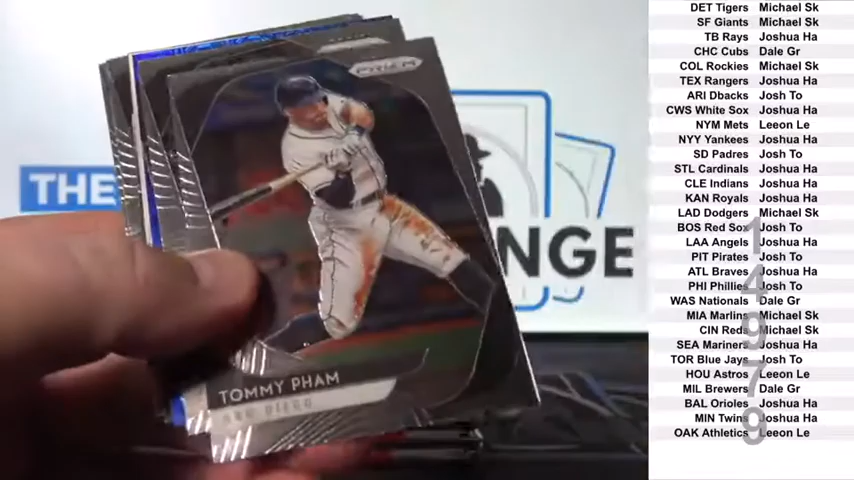 PRIZM
THE
NGE
TOMMY PHAM
SAN DIEGO
DET Tigers Michael Sk
SF Giants Michael Sk
TB Rays Joshua Ha
CHC Cubs Dale Gr
COL Rockies Michael Sk
TEX Rangers Joshua Ha
ARI Dbacks Josh To
CWS White Sox Joshua Ha
NYM Mets Leeon Le
NYY Yankees Joshua Ha
SD Padres Josh To
STL Cardinals Joshua Ha
CLE Indians Joshua Ha
KAN Royals Joshua Ha
LAD Dodgers Michael Sk
BOS Red Sox Josh To
LAA Angels Joshua Ha
PIT Pirates Josh To
ATL Braves Joshua Ha
PHI Phillies Josh To
WAS Nationals Dale Gr
MIA Marlins Michael Sk
CIN Reds Michael Sk
SEA Mariners Joshua Ha
TOR Blue Jays Josh To
HOU Astros Leeon Le
MIL Brewers Dale Gr
BAL Orioles Joshua Ha
MIN Twins Joshua Ha
OAK Athletics Leeon Le
1
4
9
7
9